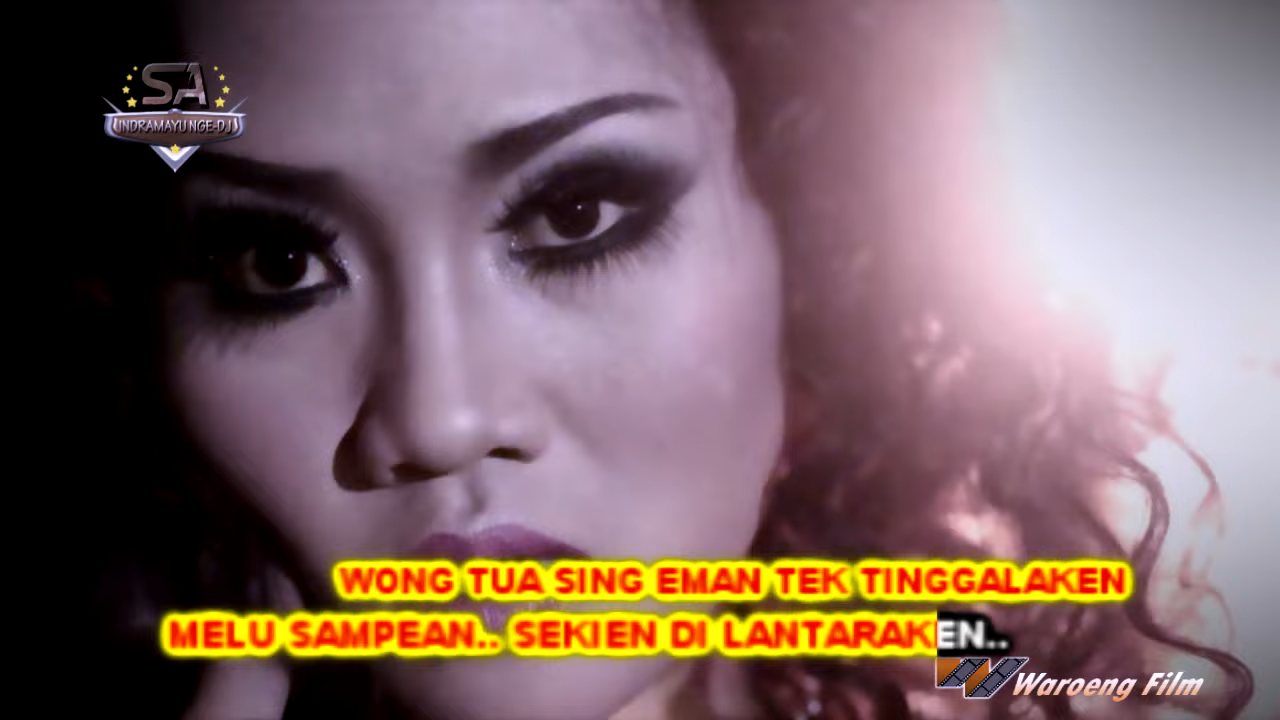 SA
INDRAMAYU NGE-DJ
WONG TUA SING EMAN TEK TINGGALAKEN
MELU SAMPEAN.. SEKIEN DI LANTARAKEN..
Waroeng Film